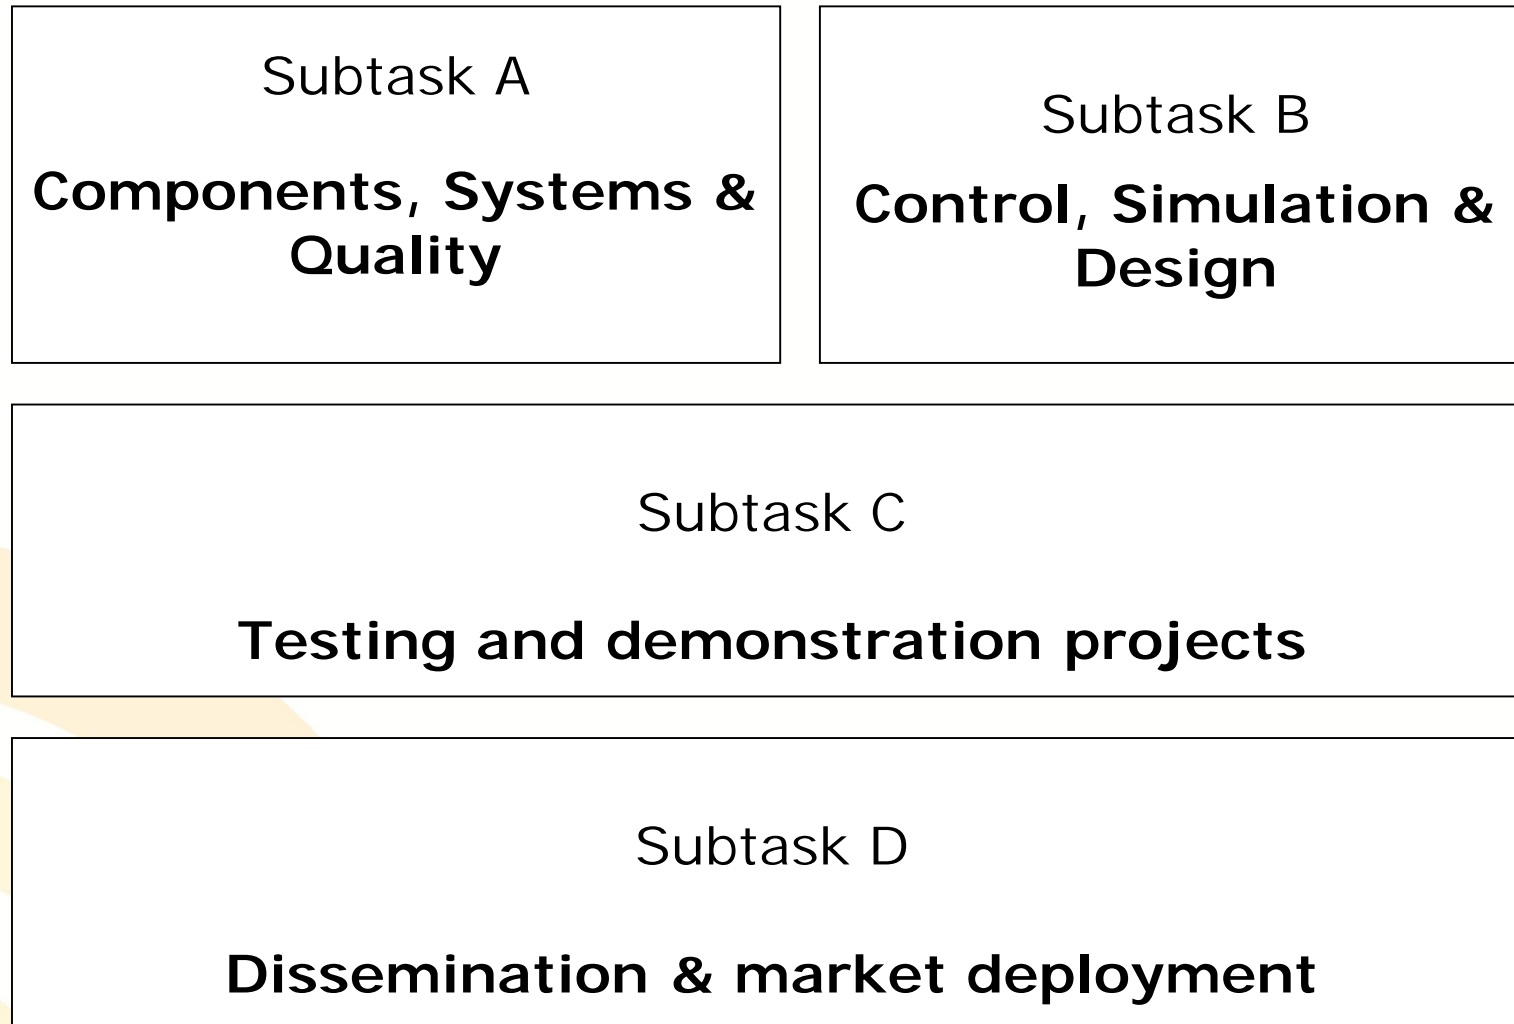 Subtask A
Components, Systems &
Quality
Subtask B
Control, Simulation &
Design
Subtask C
Testing and demonstration projects
Subtask D
Dissemination & market deployment